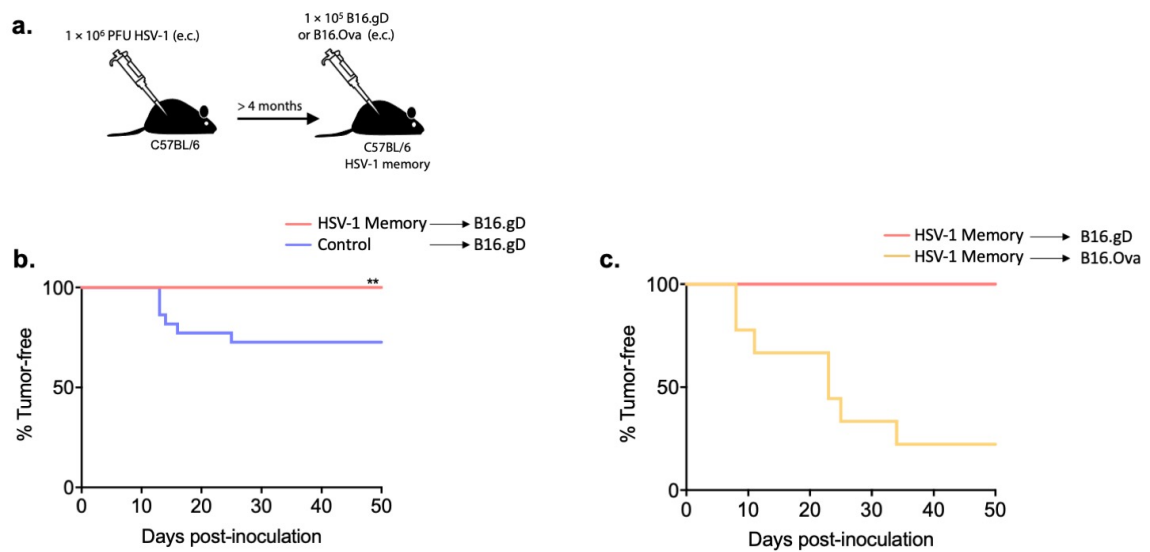 a.
1 × 10⁶ PFU HSV-1 (e.c.)
1 × 10⁵ B16.gD
or B16.Ova (e.c.)
> 4 months
C57BL/6
C57BL/6
HSV-1 memory
b.
HSV-1 Memory → B16.gD
Control → B16.gD
**
% Tumor-free
100
50
0
0 10 20 30 40 50
Days post-inoculation
c.
HSV-1 Memory → B16.gD
HSV-1 Memory → B16.Ova
% Tumor-free
100
50
0
0 10 20 30 40 50
Days post-inoculation